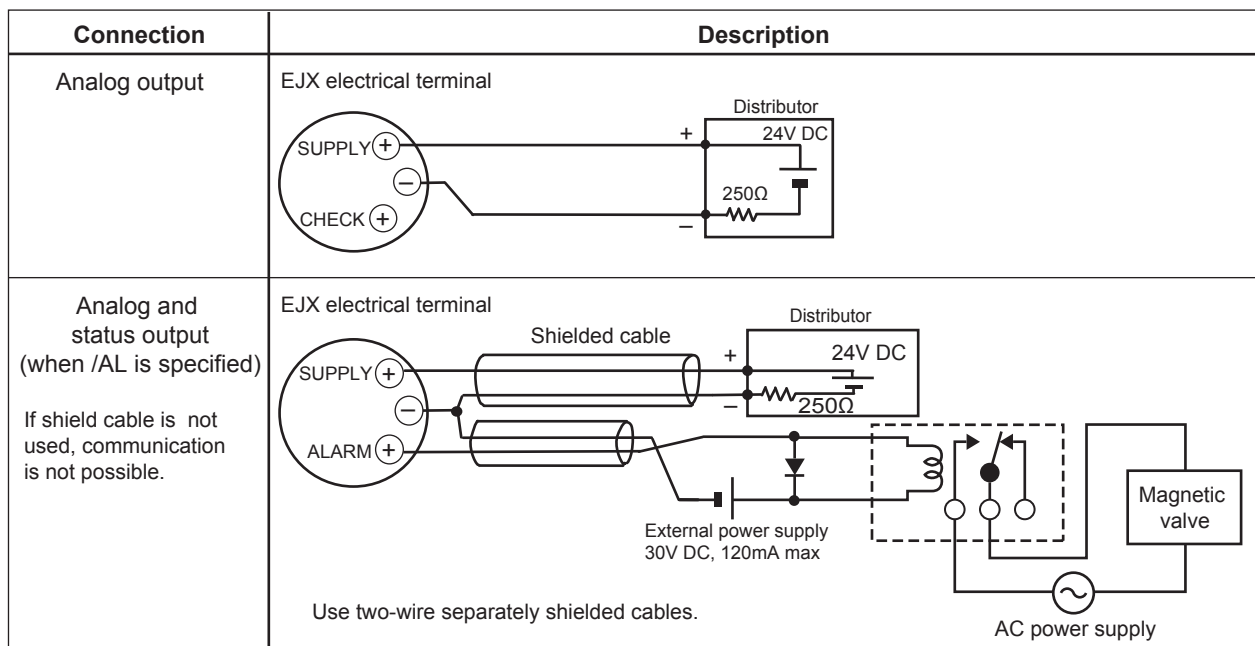 Connection
Description
Analog output
EJX electrical terminal
Distributor
+
24V DC
SUPPLY +
−
250Ω
CHECK +
−
Analog and
status output
(when /AL is specified)
If shield cable is not
used, communication
is not possible.
EJX electrical terminal
Distributor
Shielded cable
+
24V DC
SUPPLY +
−
−
250Ω
ALARM +
External power supply
30V DC, 120mA max
Magnetic
valve
Use two-wire separately shielded cables.
AC power supply